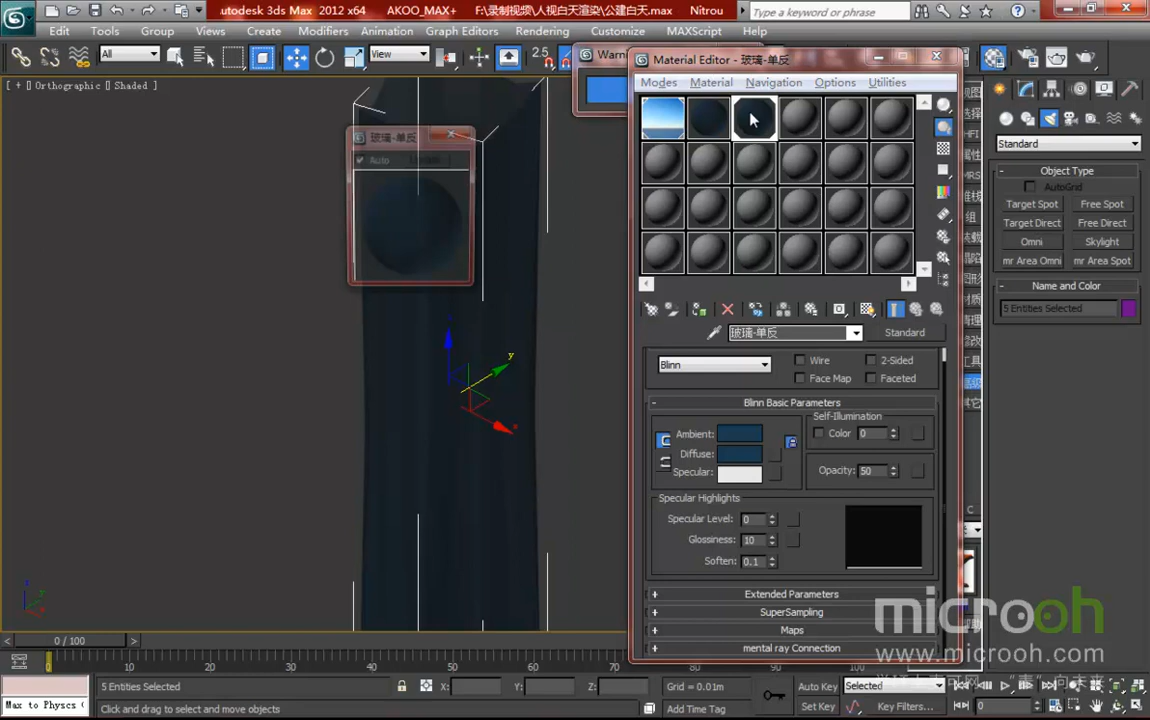 utodesk 3ds Max 2012 x64 AKOO_MAX+ F:\录制视频\人视白天渲染\公建白天.max Nitrou
Type a keyword or phrase
Edit Tools Group Views Create Modifiers Animation Graph Editors Rendering Customize MAXScript Help
All View 2.5
Warni
Material Editor - 玻璃-单反
Modes Material Navigation Options Utilities
[ + ] Orthographic [ Shaded ]
玻璃-单反
Auto
玻璃-单反 Standard
Blinn Wire 2-Sided
Face Map Faceted
Blinn Basic Parameters
Self-Illumination
Ambient: Color 0
Diffuse:
Specular: Opacity: 50
Specular Highlights
Specular Level: 0
Glossiness: 10
Soften: 0.1
Extended Parameters
SuperSampling
Maps
mental ray Connection
Standard
Object Type
AutoGrid
Target Spot Free Spot
Target Direct Free Direct
Omni Skylight
mr Area Omni mr Area Spot
Name and Color
5 Entities Selected
microoh
www.microoh.com
0 / 100
0 10 20 30 40 50 60 100
Max to Physcs ( 5 Entities Selected X: Y: Z: Grid = 0.01m Auto Key Selected
Click and drag to select and move objects Add Time Tag Set Key Key Filters... 0
x
y